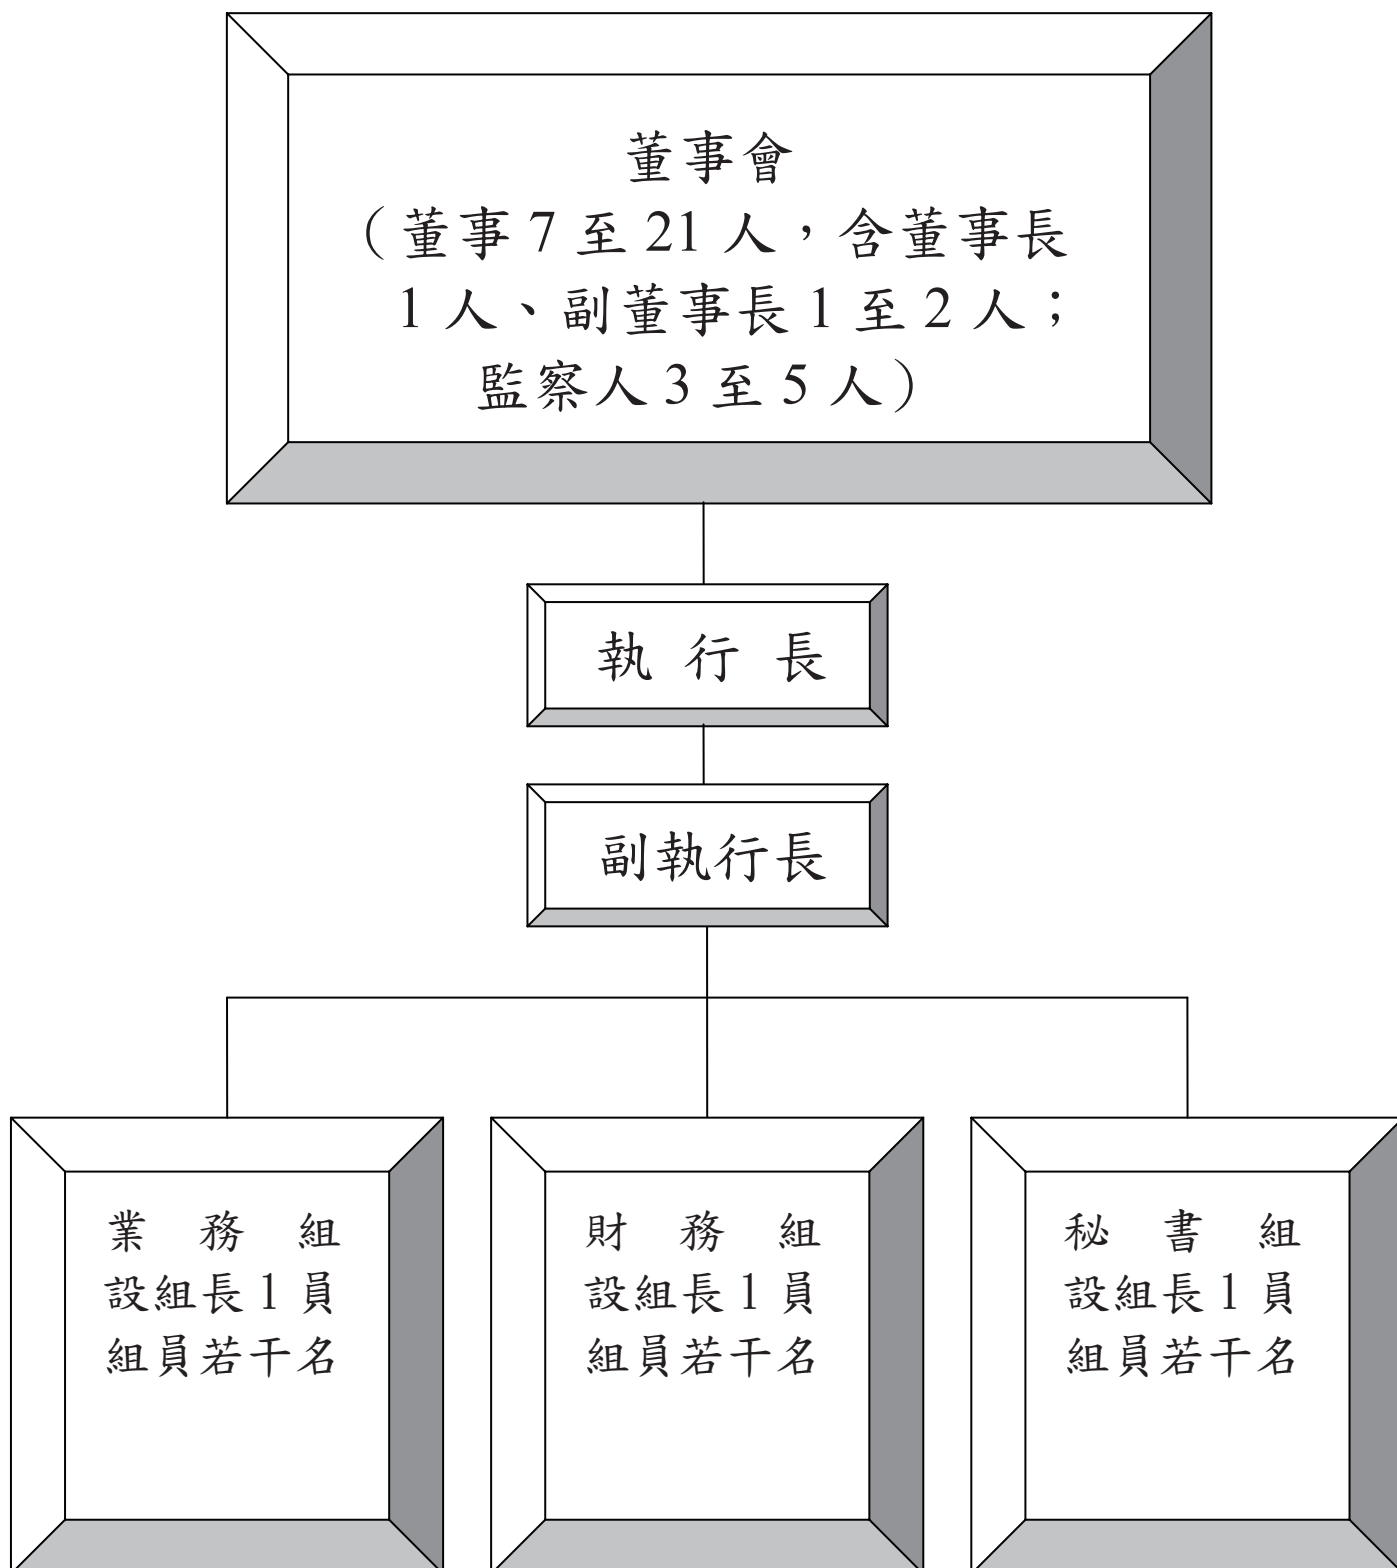 董事會
（董事 7 至 21 人，含董事長
1 人、副董事長 1 至 2 人；
監察人 3 至 5 人）
執 行 長
副執行長
業 務 組
設組長 1 員
組員若干名
財 務 組
設組長 1 員
組員若干名
秘 書 組
設組長 1 員
組員若干名